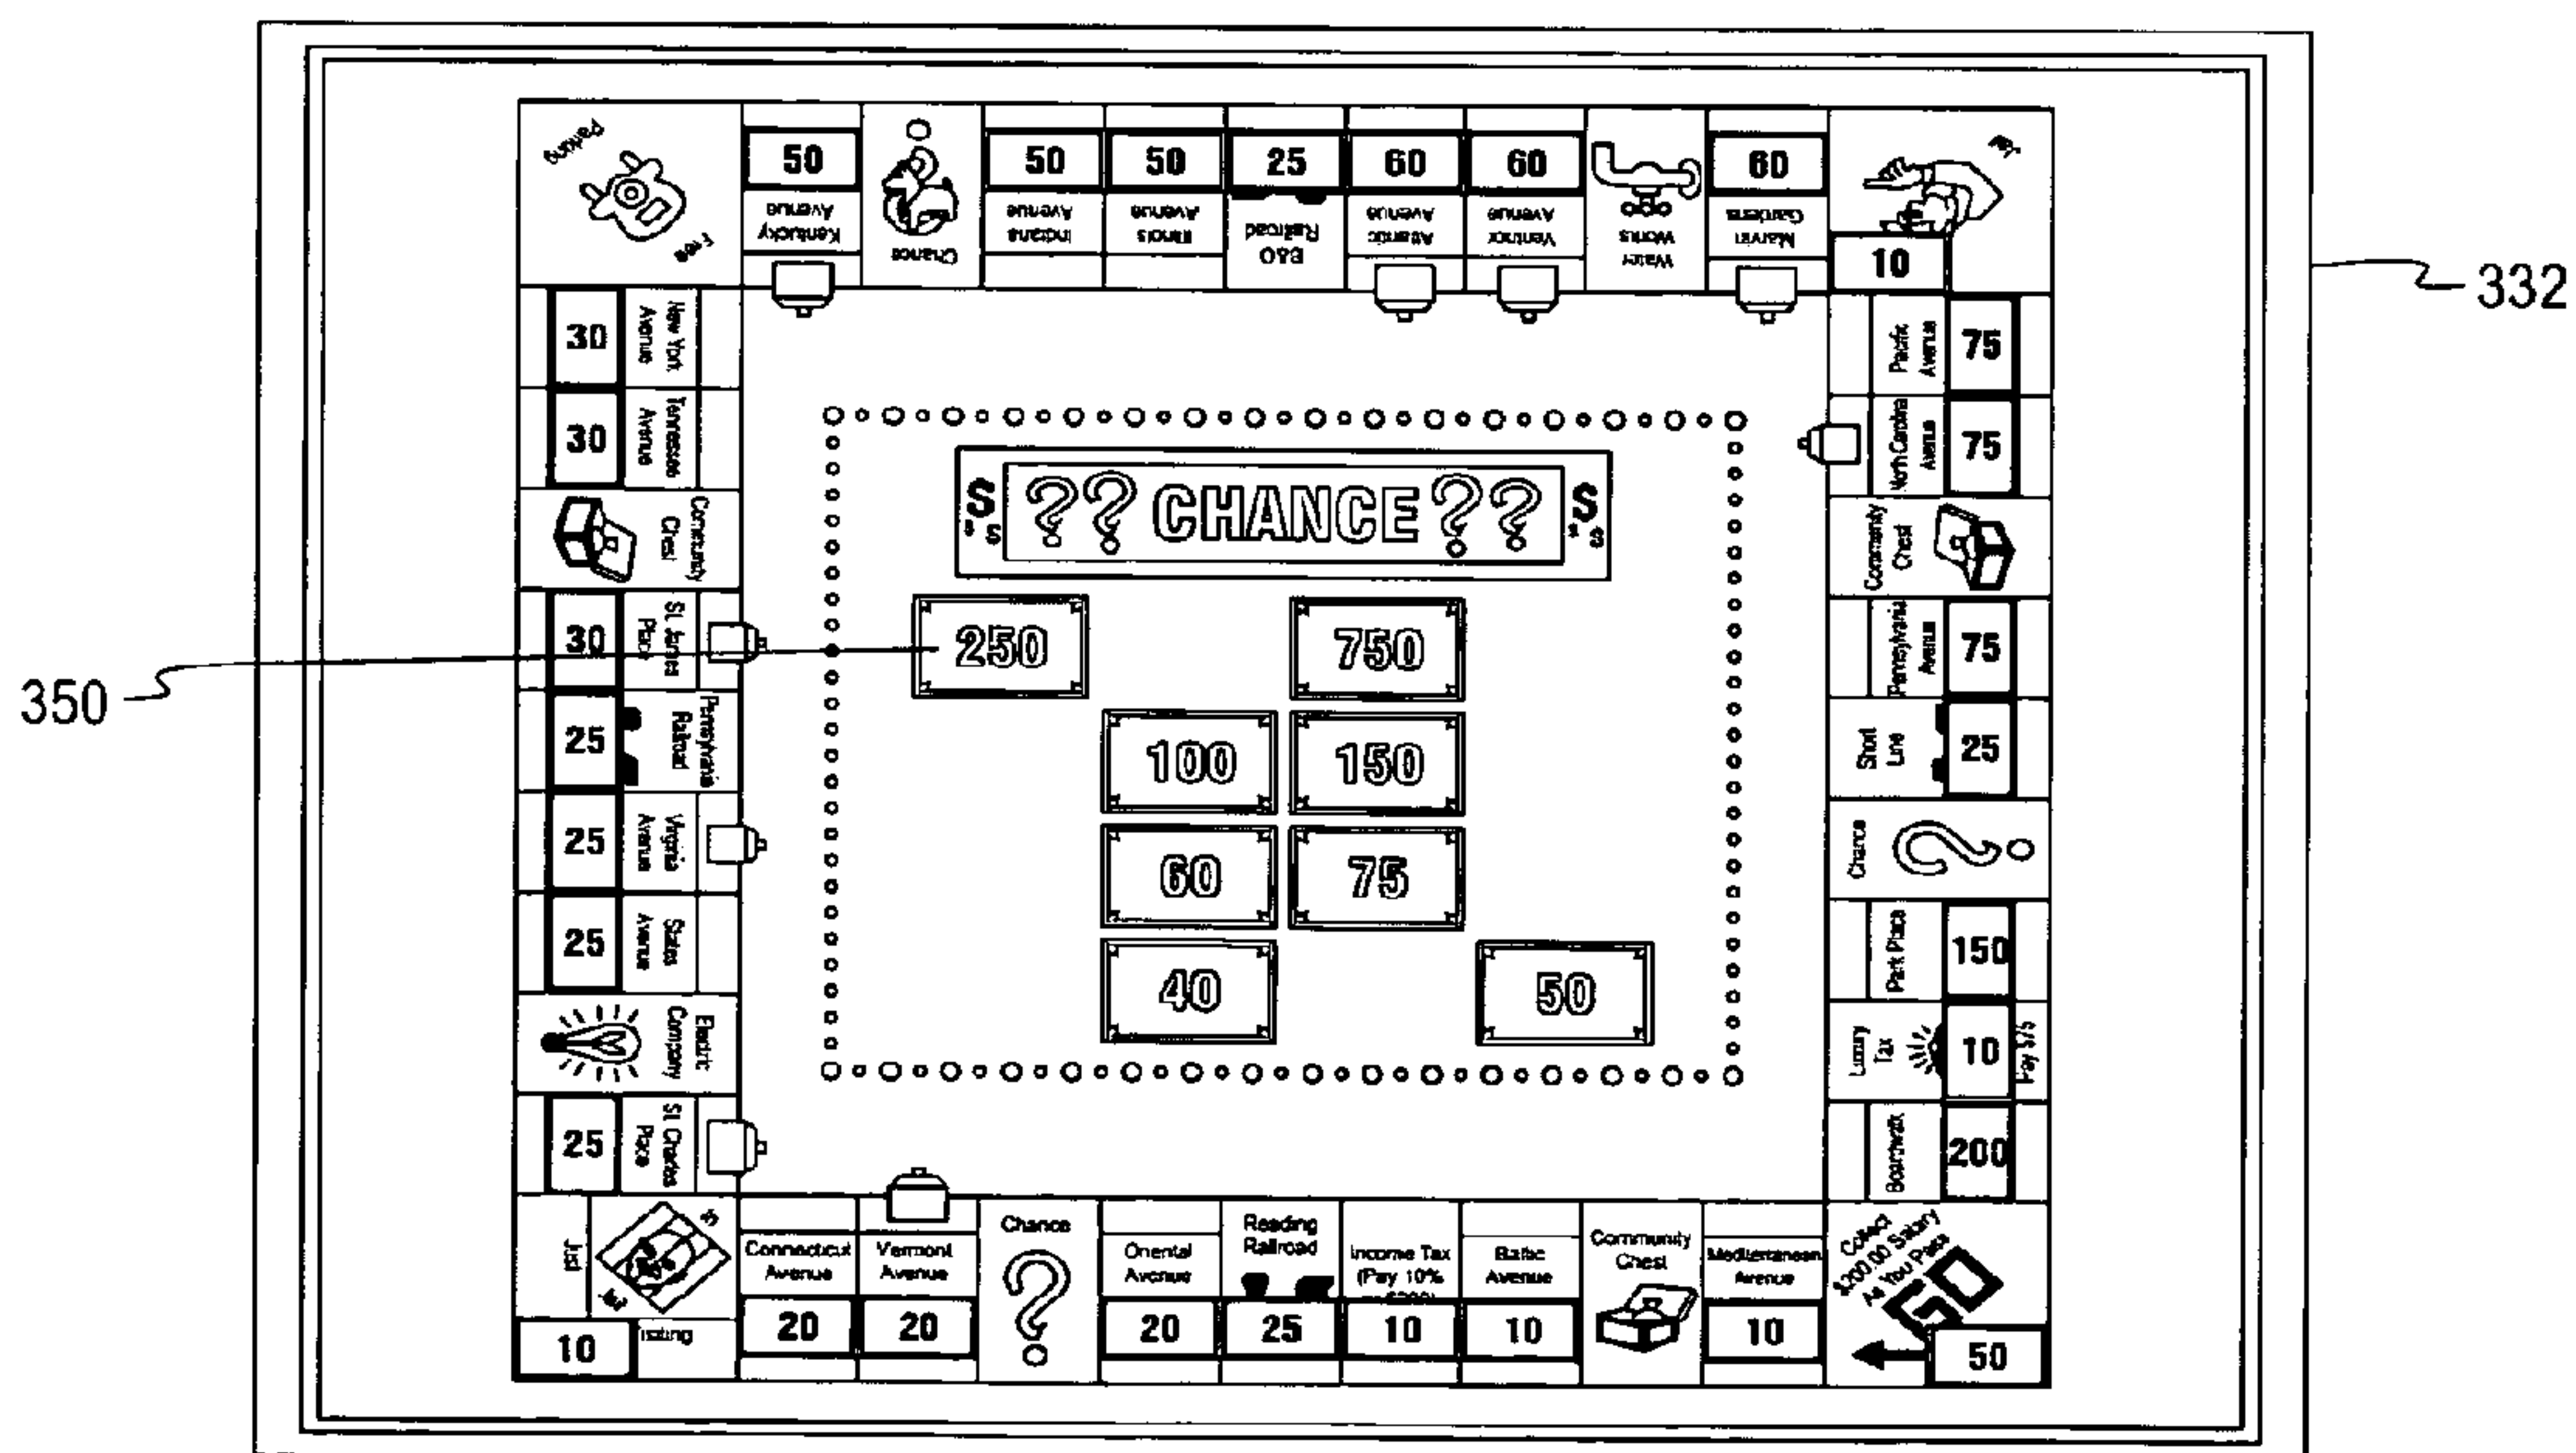 Parking
Free
50
Kentucky
Avenue
Chance
50
Indiana
Avenue
50
Illinois
Avenue
25
B&O
Railroad
60
Atlantic
Avenue
60
Ventnor
Avenue
Water
Works
60
Marvin
Gardens
10
332
30
New York
Avenue
30
Tennessee
Avenue
Community
Chest
30
St. James
Place
350
25
Pennsylvania
Railroad
25
Virginia
Avenue
25
States
Avenue
Electric
Company
25
St. Charles
Place
?? CHANCE ??
250
750
100
150
60
75
40
50
Pacific
Avenue
75
North Carolina
Avenue
75
Community
Chest
Pennsylvania
Avenue
75
Short
Line
25
Chance
Park Place
150
Luxury
Tax
10
Pay $75
Boardwalk
200
Just
10
Connecticut
Avenue
20
Vermont
Avenue
20
Chance
?
Oriental
Avenue
20
Reading
Railroad
25
Income Tax
(Pay 10%
10
Baltic
Avenue
10
Community
Chest
Mediterranean
Avenue
10
Collect
$200.00 Salary
As You Pass
GO
50